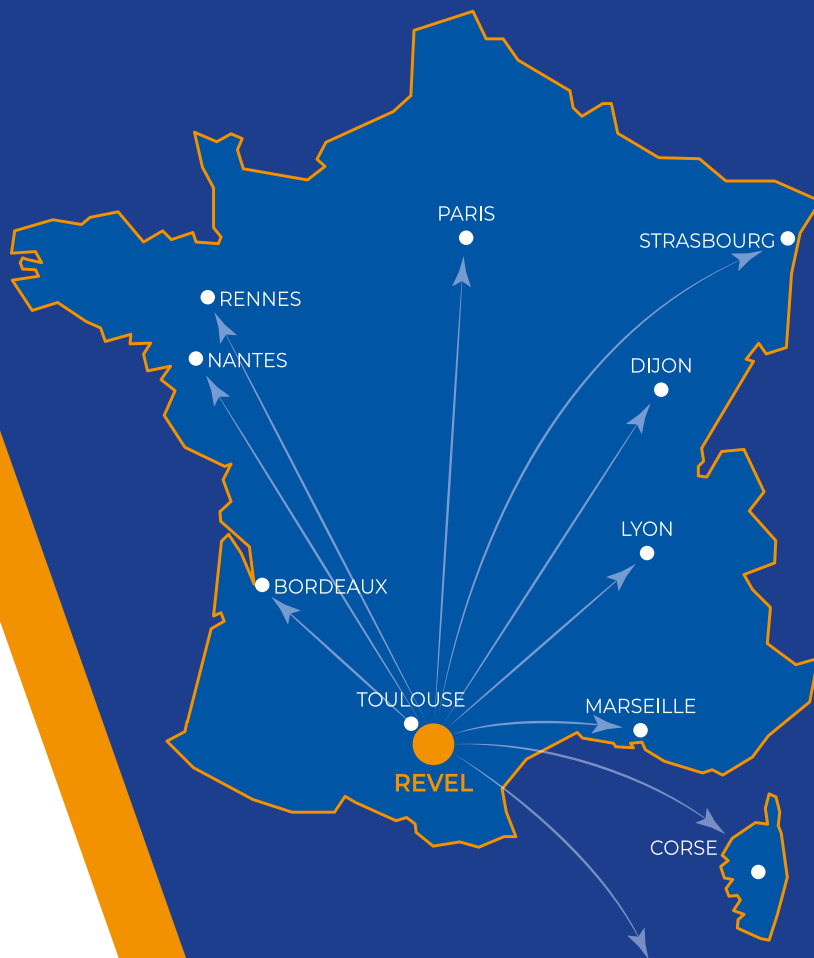 PARIS
STRASBOURG
RENNES
NANTES
DIJON
LYON
BORDEAUX
TOULOUSE
MARSEILLE
REVEL
CORSE